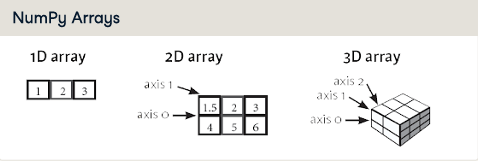 NumPy Arrays
1D array
2D array
3D array
1 2 3
axis 1
axis 0
1.5 2 3
4 5 6
axis 2
axis 1
axis 0